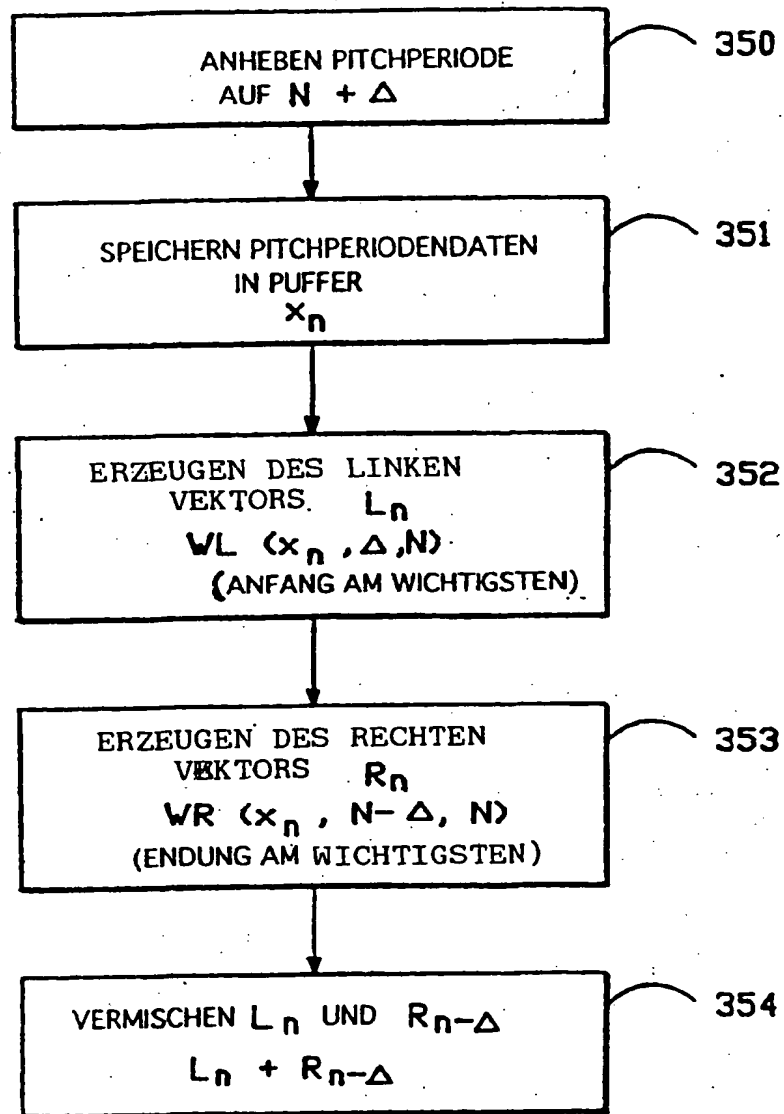 ANHEBEN PITCHPERIODE
AUF N + Δ
350
SPEICHERN PITCHPERIODENDATEN
IN PUFFER
xₙ
351
ERZEUGEN DES LINKEN
VEKTORS. Lₙ
WL (xₙ , Δ,N)
(ANFANG AM WICHTIGSTEN)
352
ERZEUGEN DES RECHTEN
VEKTORS Rₙ
WR (xₙ , N-Δ, N)
(ENDUNG AM WICHTIGSTEN)
353
VERMISCHEN Lₙ UND Rₙ₋Δ
Lₙ + Rₙ₋Δ
354